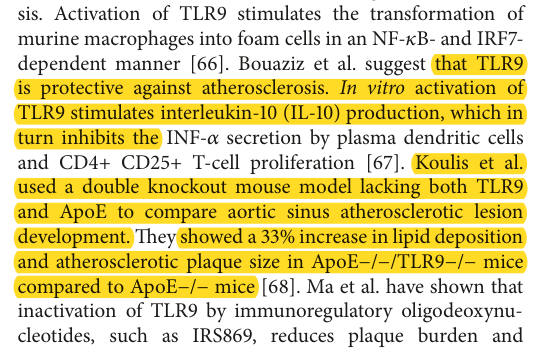 sis. Activation of TLR9 stimulates the transformation of
murine macrophages into foam cells in an NF-κB- and IRF7-
dependent manner [66]. Bouaziz et al. suggest that TLR9
is protective against atherosclerosis. In vitro activation of
TLR9 stimulates interleukin-10 (IL-10) production, which in
turn inhibits the INF-α secretion by plasma dendritic cells
and CD4+ CD25+ T-cell proliferation [67]. Koulis et al.
used a double knockout mouse model lacking both TLR9
and ApoE to compare aortic sinus atherosclerotic lesion
development. They showed a 33% increase in lipid deposition
and atherosclerotic plaque size in ApoE−/−/TLR9−/− mice
compared to ApoE−/− mice [68]. Ma et al. have shown that
inactivation of TLR9 by immunoregulatory oligodeoxynu-
cleotides, such as IRS869, reduces plaque burden and